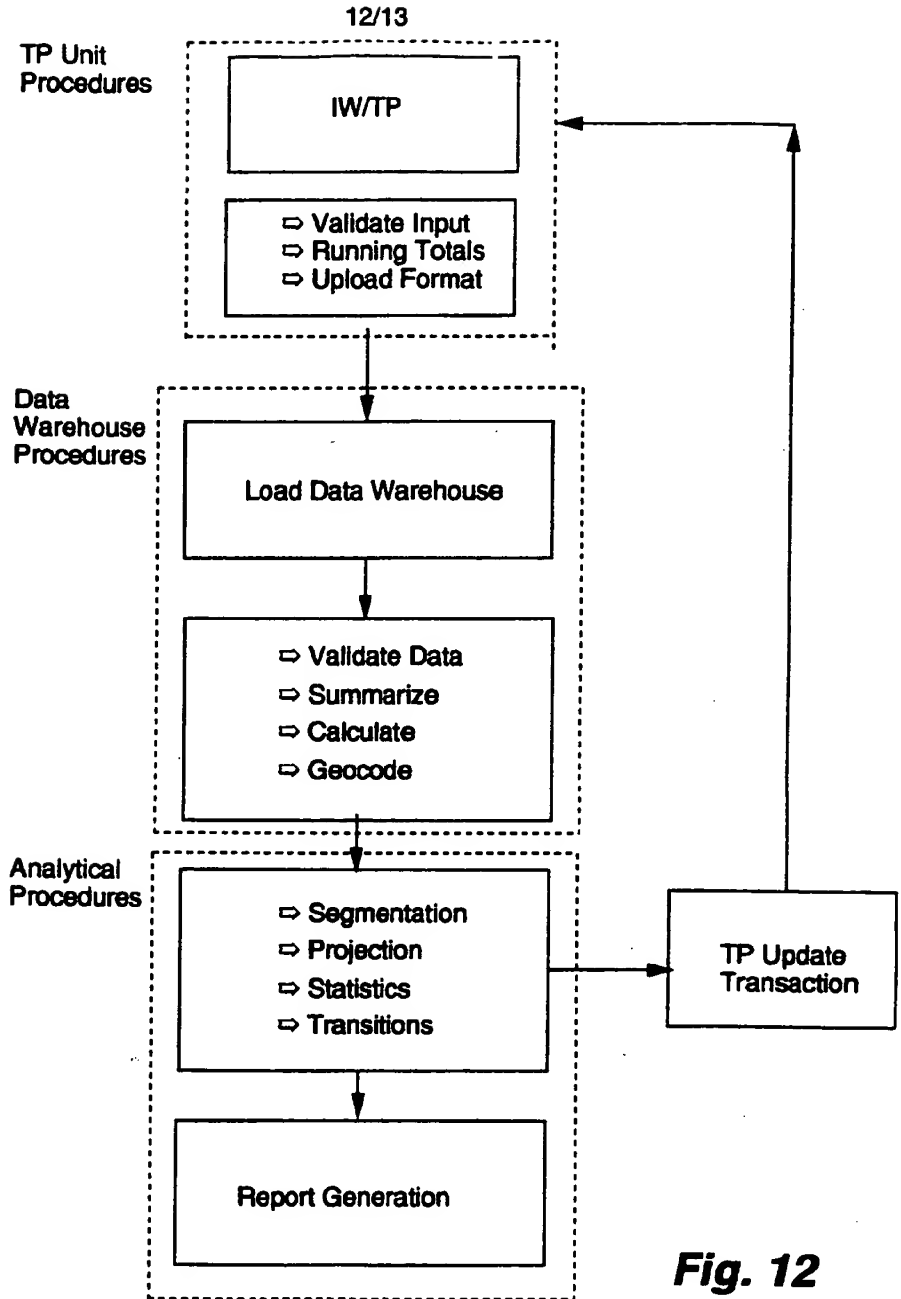 12/13
TP Unit
Procedures
IW/TP
⇨ Validate Input
⇨ Running Totals
⇨ Upload Format
Data
Warehouse
Procedures
Load Data Warehouse
⇨ Validate Data
⇨ Summarize
⇨ Calculate
⇨ Geocode
Analytical
Procedures
⇨ Segmentation
⇨ Projection
⇨ Statistics
⇨ Transitions
TP Update
Transaction
Report Generation
Fig. 12